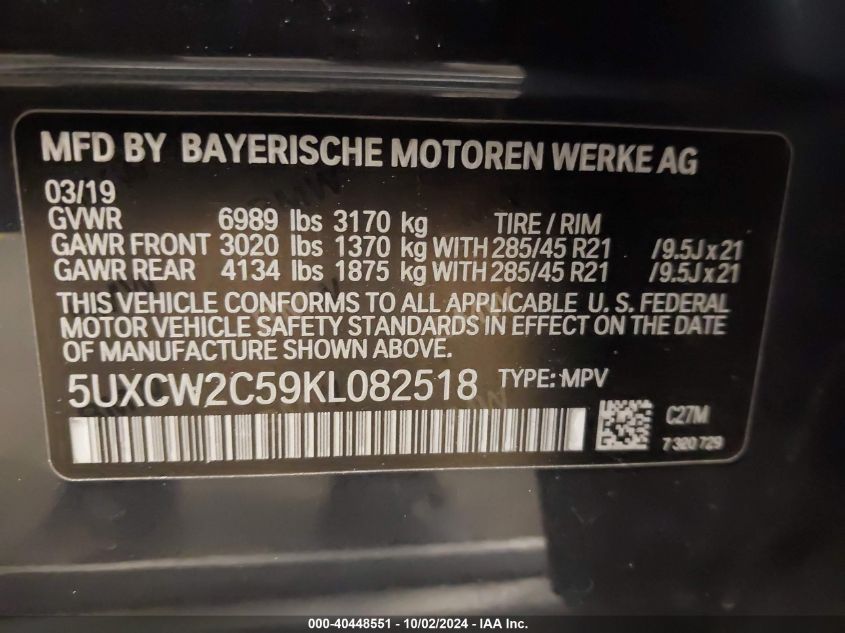 MFD BY BAYERISCHE MOTOREN WERKE AG
03/19
GVWR 6989 lbs 3170 kg TIRE / RIM
GAWR FRONT 3020 lbs 1370 kg WITH 285/45 R21 /9.5J x 21
GAWR REAR 4134 lbs 1875 kg WITH 285/45 R21 /9.5J x 21
THIS VEHICLE CONFORMS TO ALL APPLICABLE U. S. FEDERAL
MOTOR VEHICLE SAFETY STANDARDS IN EFFECT ON THE DATE
OF MANUFACTURE SHOWN ABOVE.
5UXCW2C59KL082518 TYPE: MPV
C27M
7 320 729
000-40448551 - 10/02/2024 - IAA Inc.